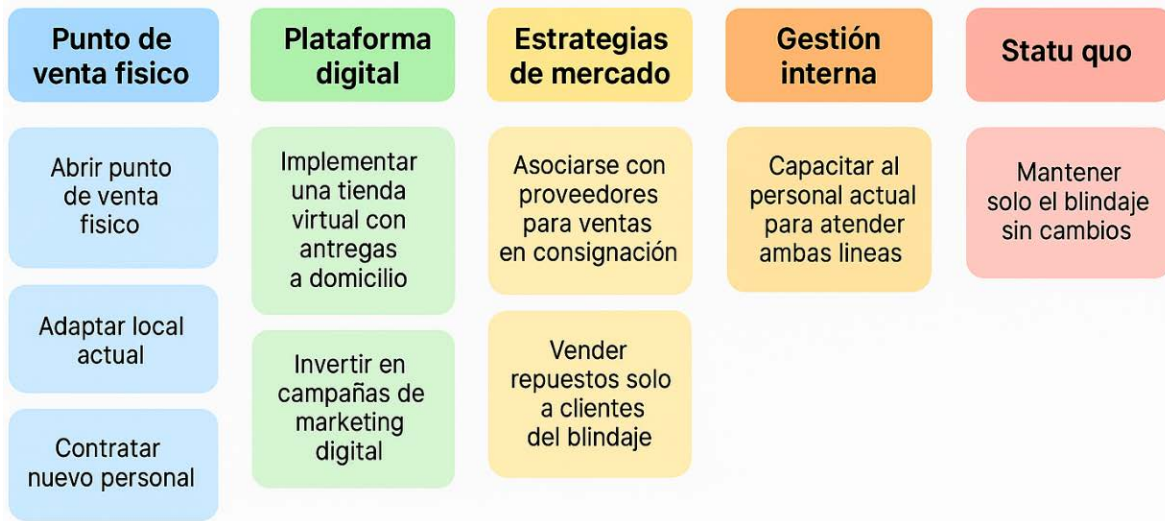 Punto de
venta fisico
Abrir punto
de venta
fisico
Adaptar local
actual
Contratar
nuevo personal
Plataforma
digital
Implementar
una tienda
virtual con
antregas
a domicilio
Invertir en
campañas de
marketing
digital
Estrategias
de mercado
Asociarse con
proveedores
para ventas
en consignación
Vender
repuestos solo
a clientes
del blindaje
Gestión
interna
Capacitar al
personal actual
para atender
ambas lineas
Statu quo
Mantener
solo el blindaje
sin cambios